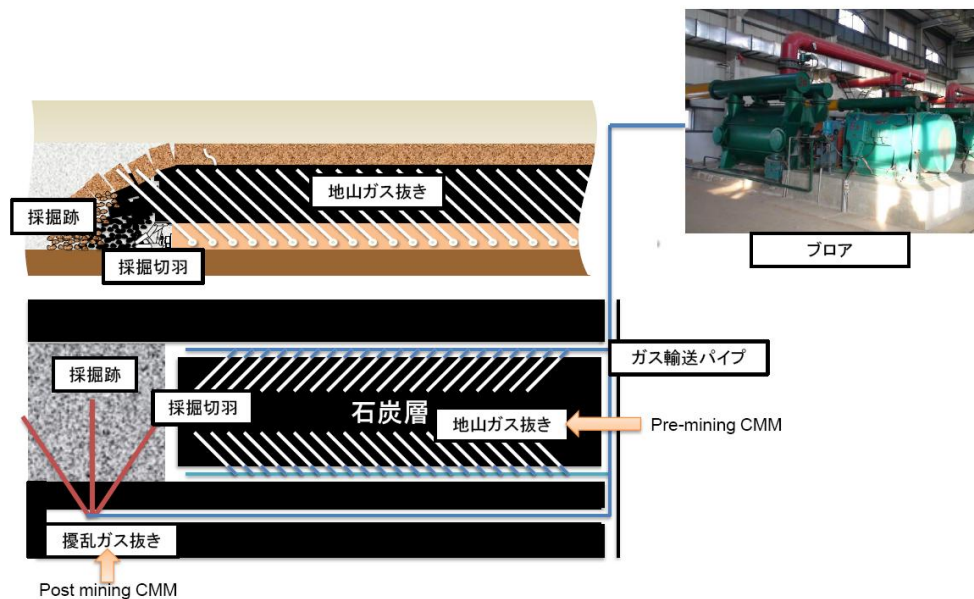 地山ガス抜き
採掘跡
採掘切羽
ブロア
ガス輸送パイプ
採掘跡
採掘切羽
石炭層
地山ガス抜き
Pre-mining CMM
擾乱ガス抜き
Post mining CMM